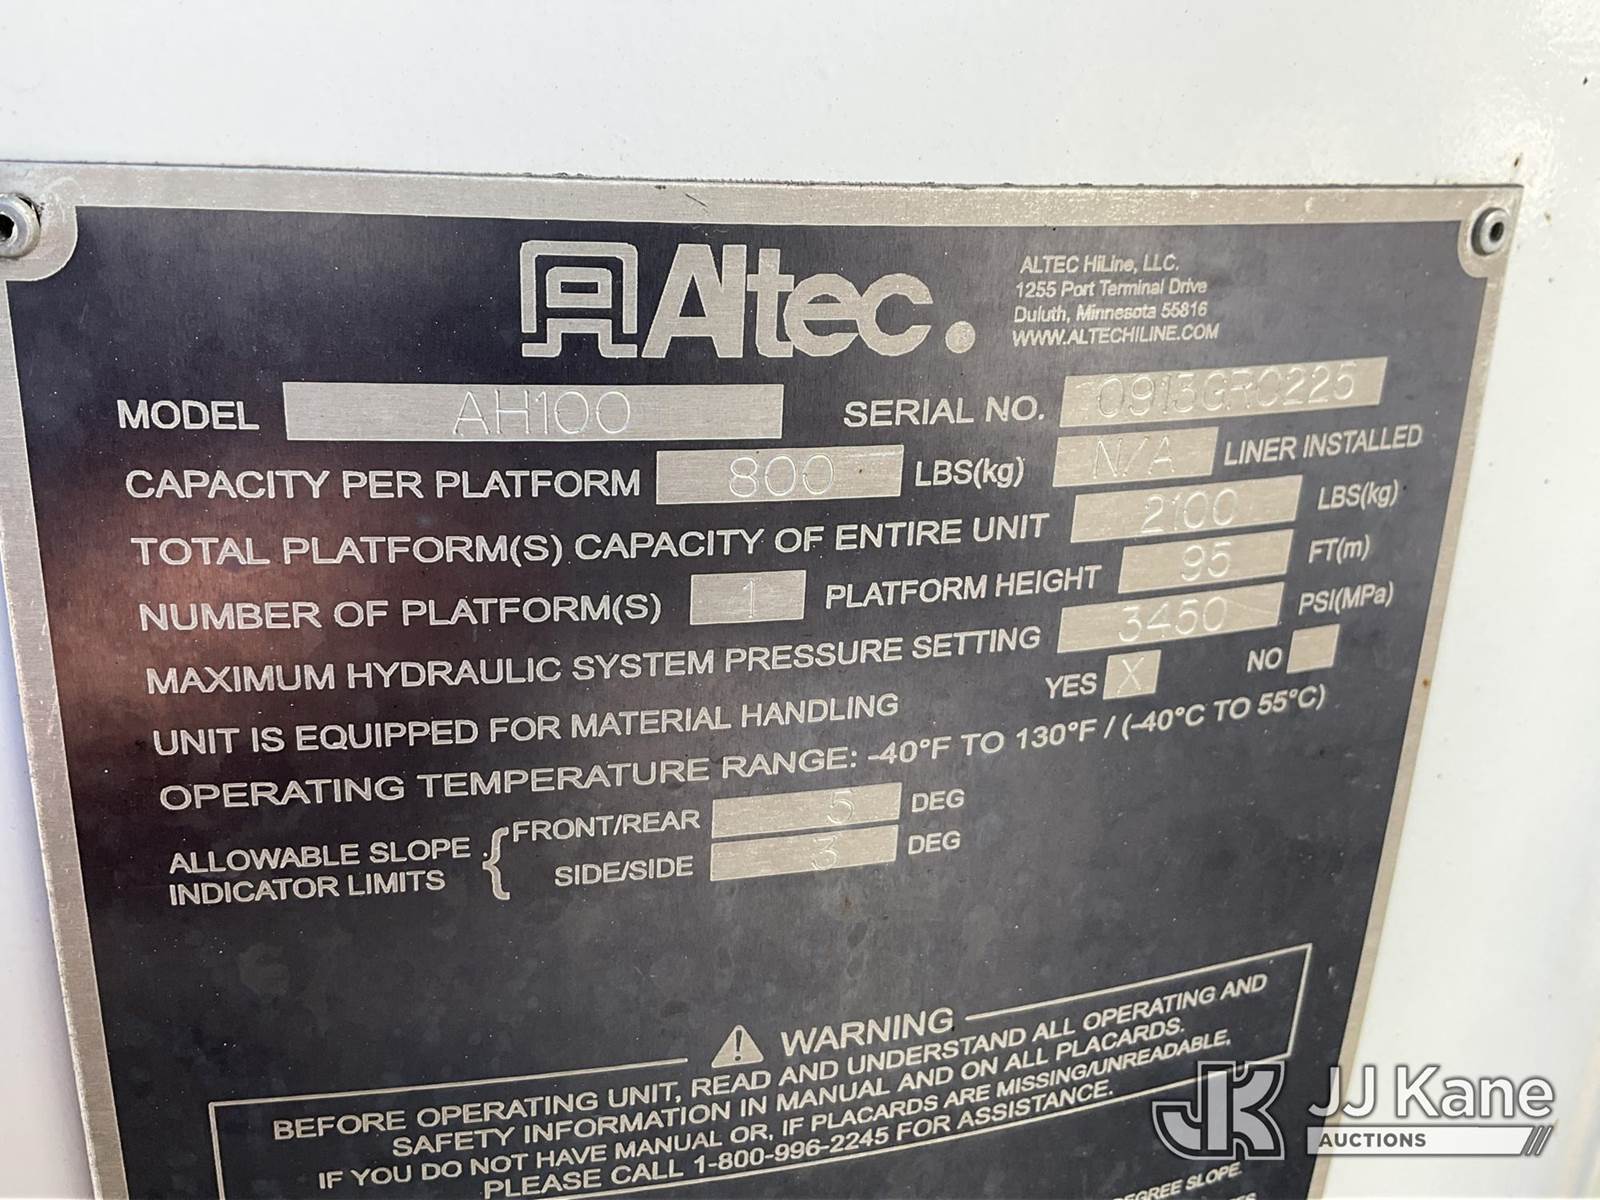 Altec.®
ALTEC HiLine, LLC.
1255 Port Terminal Drive
Duluth, Minnesota 55816
WWW.ALTECHILINE.COM
MODEL AH100 SERIAL NO. 0913GR0225
CAPACITY PER PLATFORM 800 LBS(kg) N/A LINER INSTALLED
TOTAL PLATFORM(S) CAPACITY OF ENTIRE UNIT 2100 LBS(kg)
NUMBER OF PLATFORM(S) 1 PLATFORM HEIGHT 95 FT(m)
MAXIMUM HYDRAULIC SYSTEM PRESSURE SETTING 3450 PSI(MPa)
UNIT IS EQUIPPED FOR MATERIAL HANDLING YES X NO
OPERATING TEMPERATURE RANGE: -40°F TO 130°F / (-40°C TO 55°C)
ALLOWABLE SLOPE
INDICATOR LIMITS
FRONT/REAR 5 DEG
SIDE/SIDE 3 DEG
WARNING
BEFORE OPERATING UNIT, READ AND UNDERSTAND ALL OPERATING AND
SAFETY INFORMATION IN MANUAL AND ON ALL PLACARDS.
IF YOU DO NOT HAVE MANUAL OR, IF PLACARDS ARE MISSING/UNREADABLE,
PLEASE CALL 1-800-996-2245 FOR ASSISTANCE.
DEGREE SLOPE.
JK JJ Kane
AUCTIONS